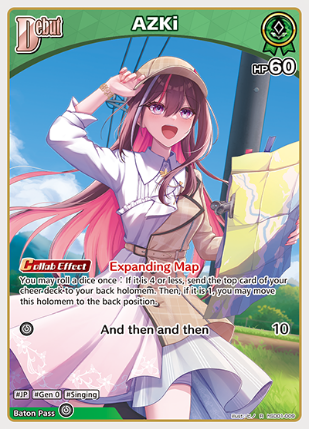 Debut
AZKi
HP60
Collab Effect
Expanding Map
You may roll a dice once : If it is 4 or less, send the top card of your
cheer deck to your back holomem. Then, if it is 1, you may move
this holomem to the back position.
And then and then
10
#JP #Gen 0 #Singing
Baton Pass